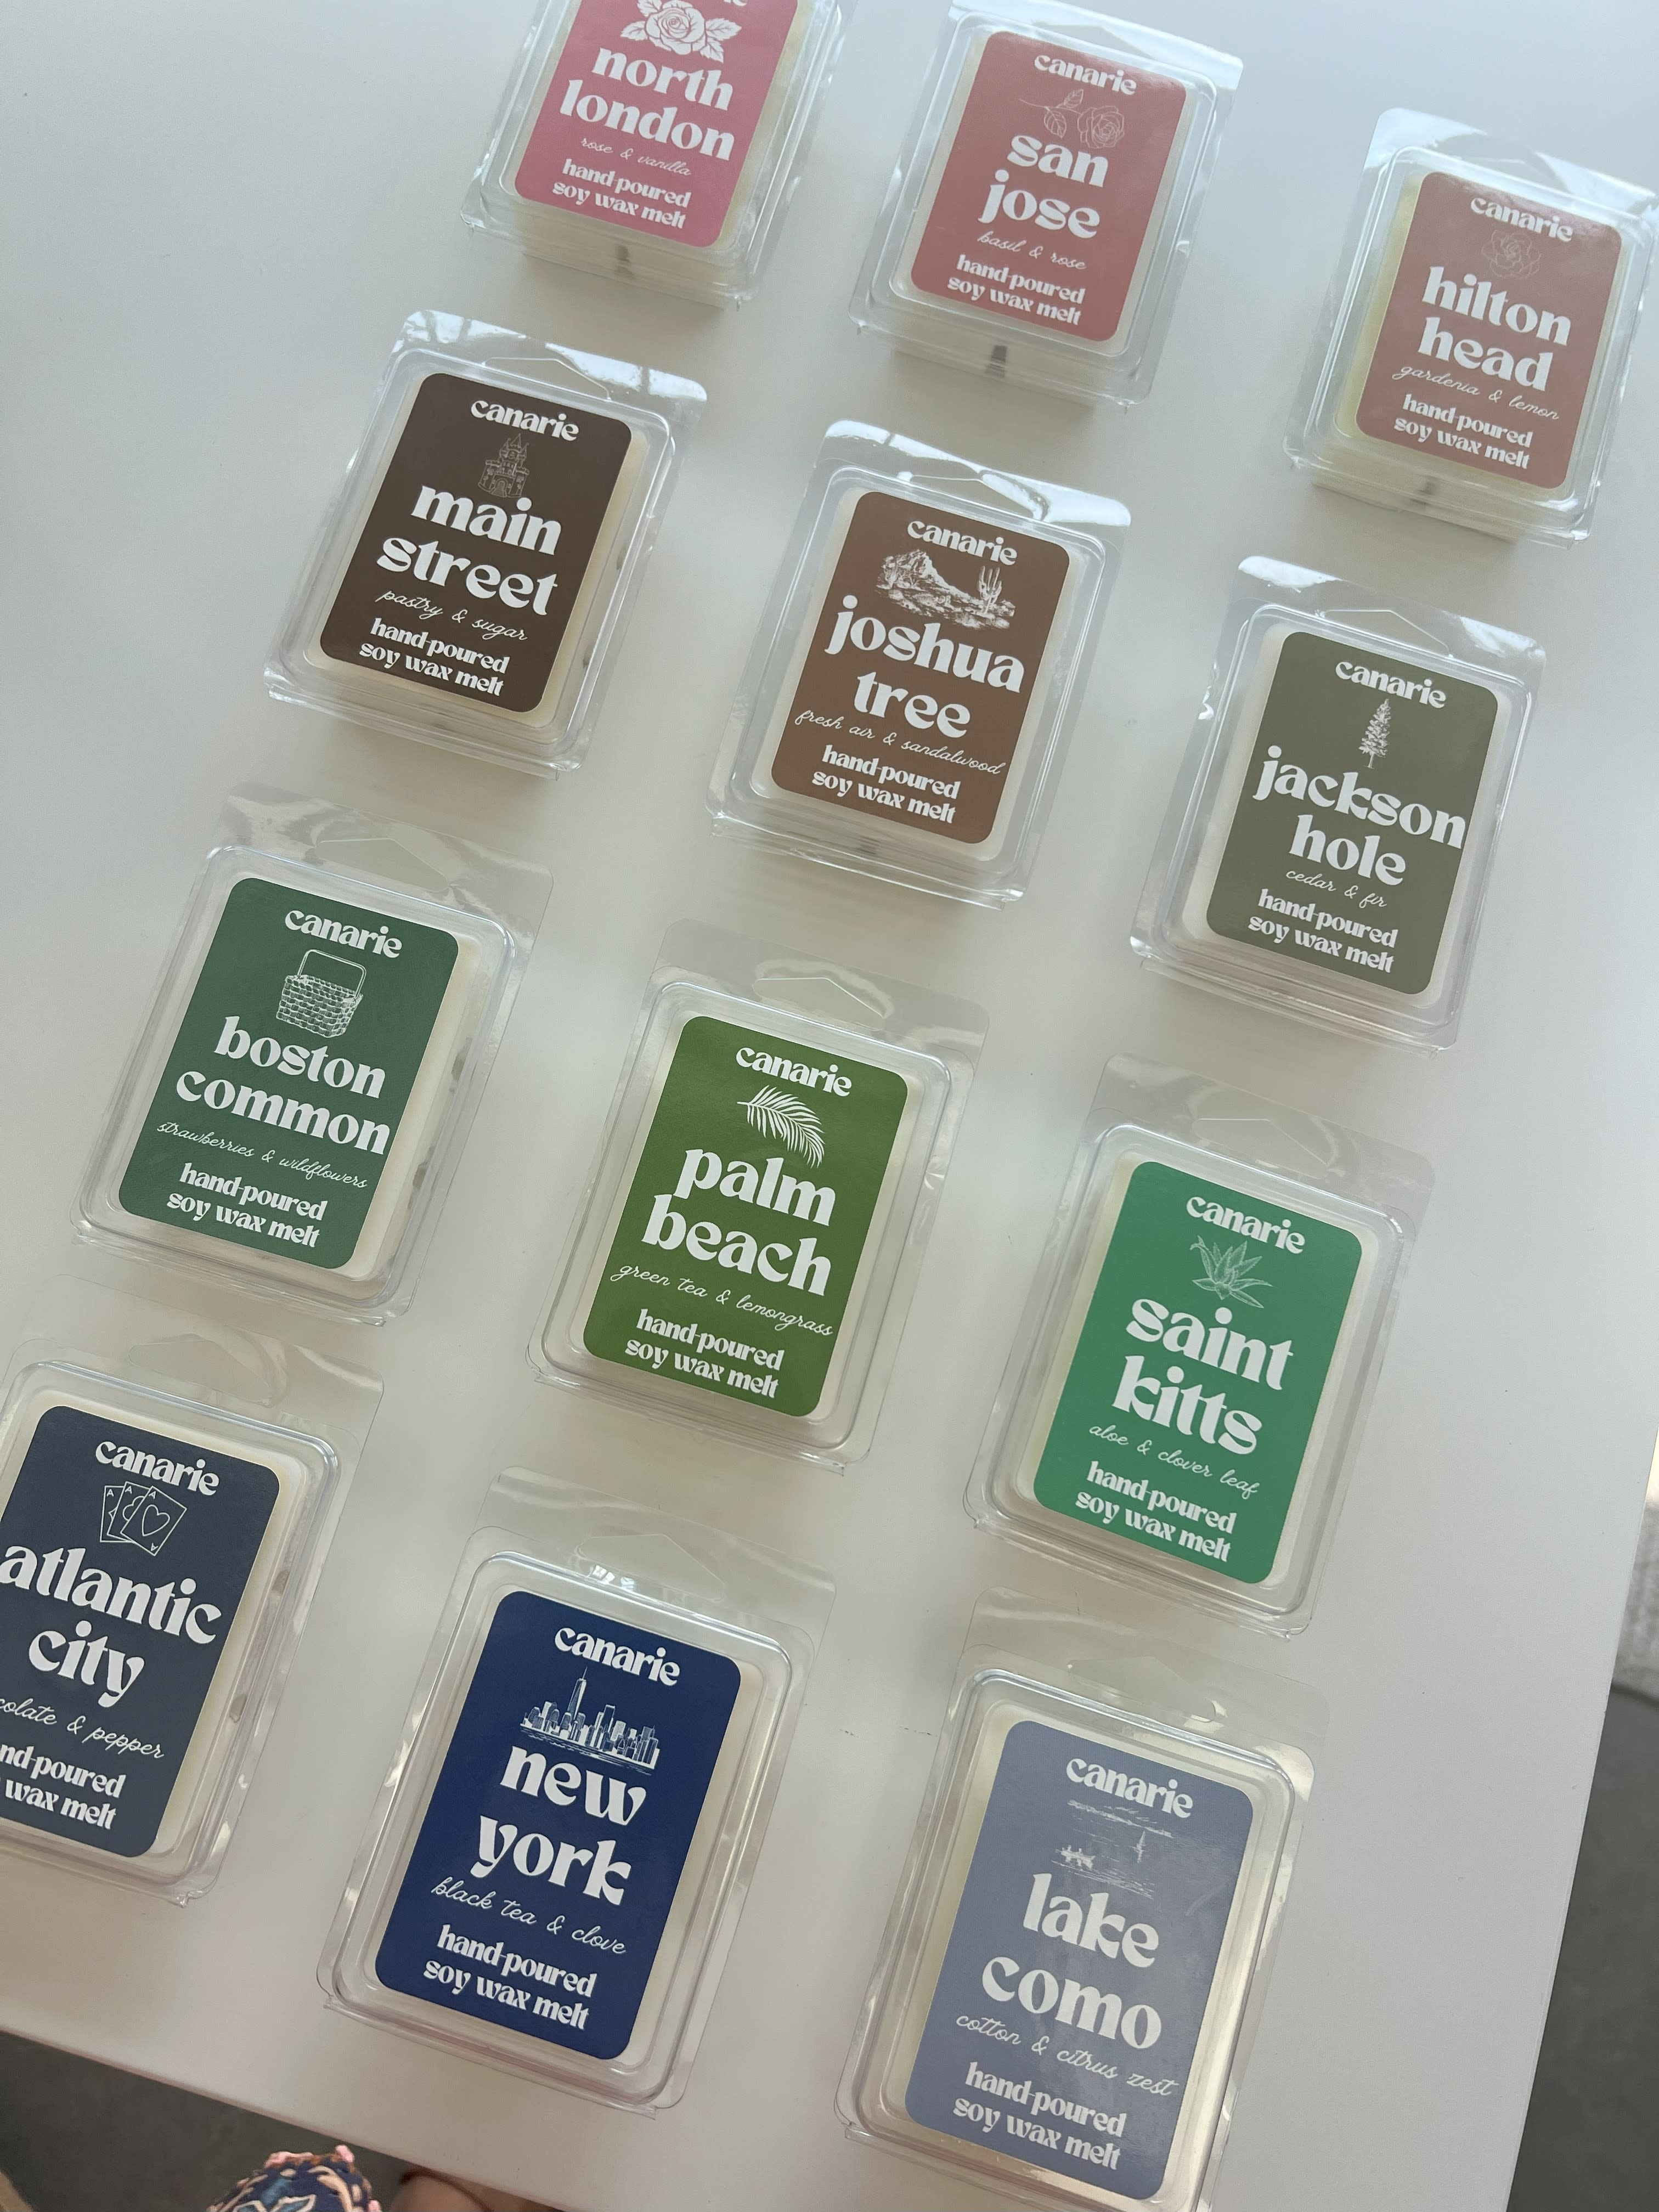 north
london
rose & vanilla
hand-poured
soy wax melt
canarie
san
jose
basil & rose
hand-poured
soy wax melt
canarie
hilton
head
gardenia & lemon
hand-poured
soy wax melt
canarie
main
street
pastry & sugar
hand-poured
soy wax melt
canarie
joshua
tree
fresh air & sandalwood
hand-poured
soy wax melt
canarie
jackson
hole
cedar & fir
hand-poured
soy wax melt
canarie
boston
common
strawberries & wildflowers
hand-poured
soy wax melt
canarie
palm
beach
green tea & lemongrass
hand-poured
soy wax melt
canarie
saint
kitts
aloe & clover leaf
hand-poured
soy wax melt
canarie
A A A
A
atlantic
city
colate & pepper
nd-poured
wax melt
canarie
new
york
black tea & clove
hand-poured
soy wax melt
canarie
lake
como
cotton & citrus zest
hand-poured
soy wax melt